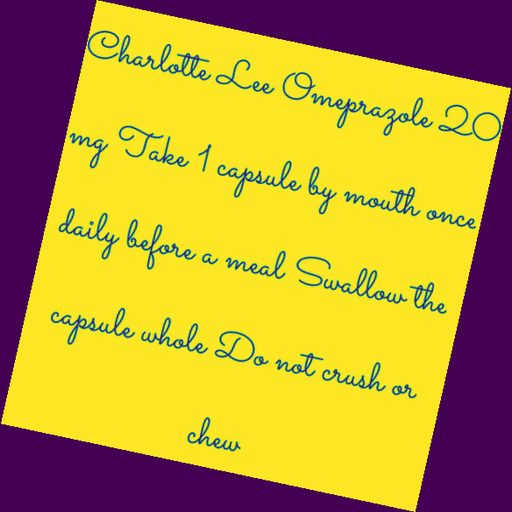 Charlotte Lee Omeprazole 20
mg Take 1 capsule by mouth once
daily before a meal Swallow the
capsule whole Do not crush or
chew